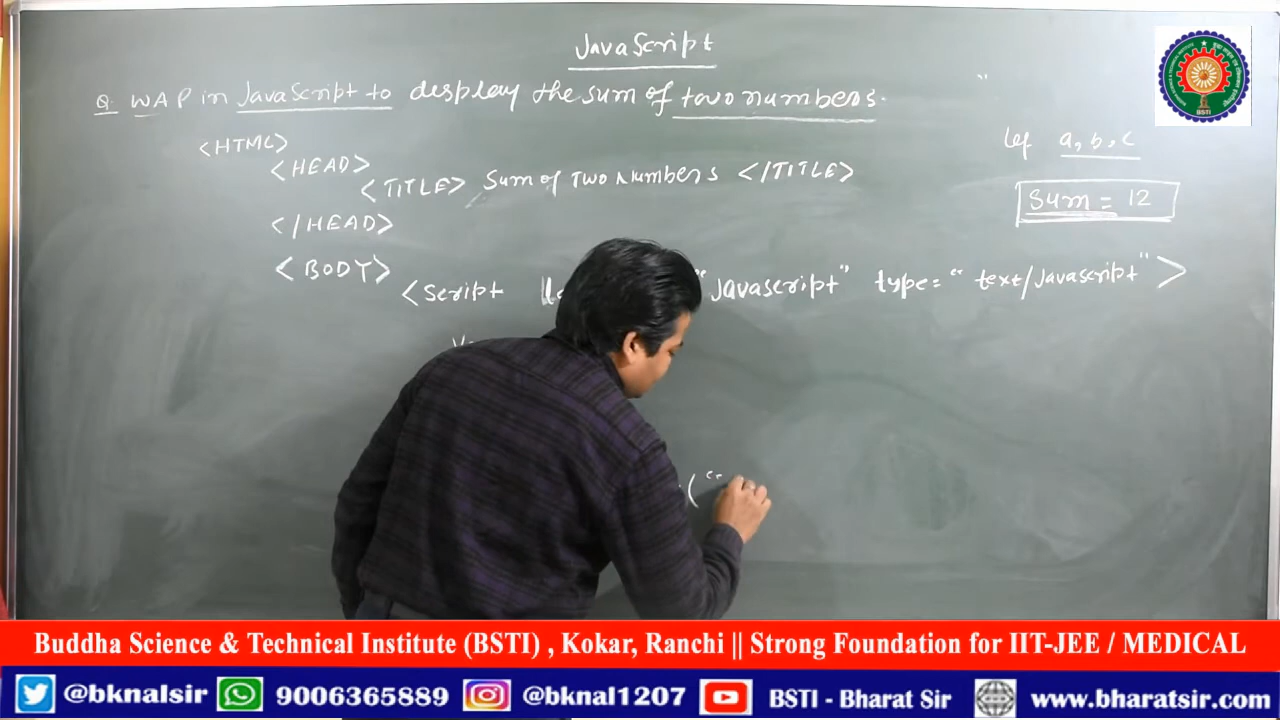 JavaScript
Q. WAP in JavaScript to display the sum of two numbers.
"
<HTML>
<HEAD>
<TITLE> Sum of Two Numbers </TITLE>
</HEAD>
<BODY>
let a, b, c
Sum = 12
<script "javascript" type = "text/javascript">
("
BSTI
Buddha Science & Technical Institute (BSTI) , Kokar, Ranchi || Strong Foundation for IIT-JEE / MEDICAL
@bknalsir 9006365889 @bknal1207 BSTI - Bharat Sir www.bharatsir.com